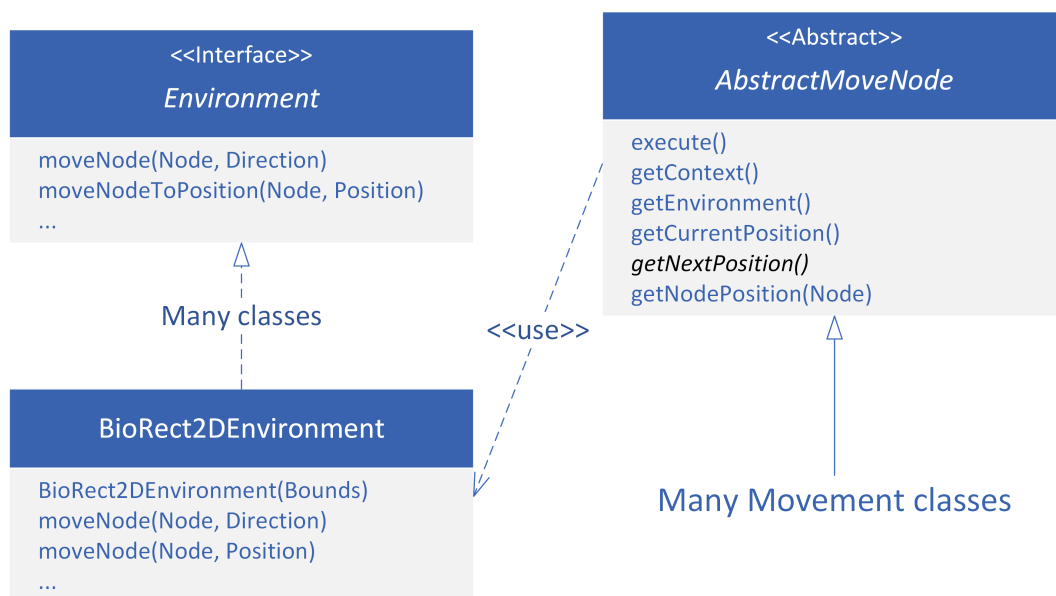 <<Interface>>
Environment
moveNode(Node, Direction)
moveNodeToPosition(Node, Position)
...
Many classes
BioRect2DEnvironment
BioRect2DEnvironment(Bounds)
moveNode(Node, Direction)
moveNode(Node, Position)
...
<<use>>
<<Abstract>>
AbstractMoveNode
execute()
getContext()
getEnvironment()
getCurrentPosition()
getNextPosition()
getNodePosition(Node)
Many Movement classes